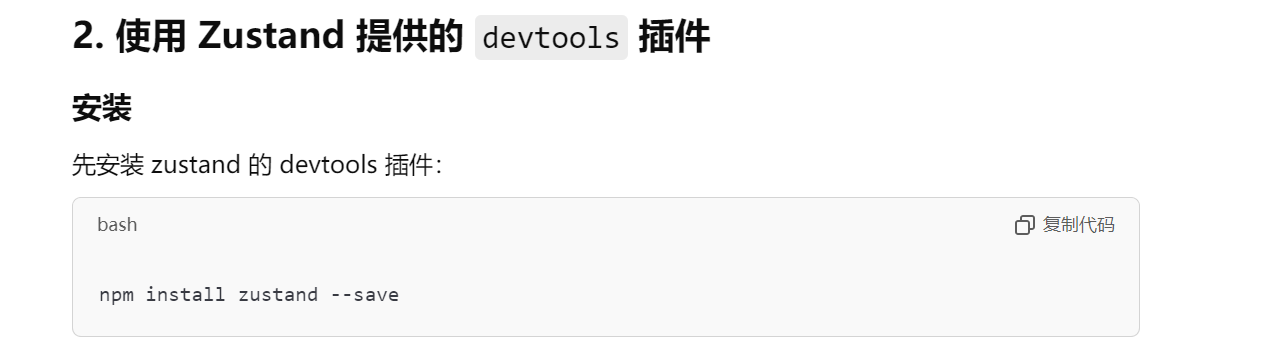 2. 使用 Zustand 提供的 devtools 插件
安装
先安装 zustand 的 devtools 插件：
bash
复制代码
npm install zustand --save